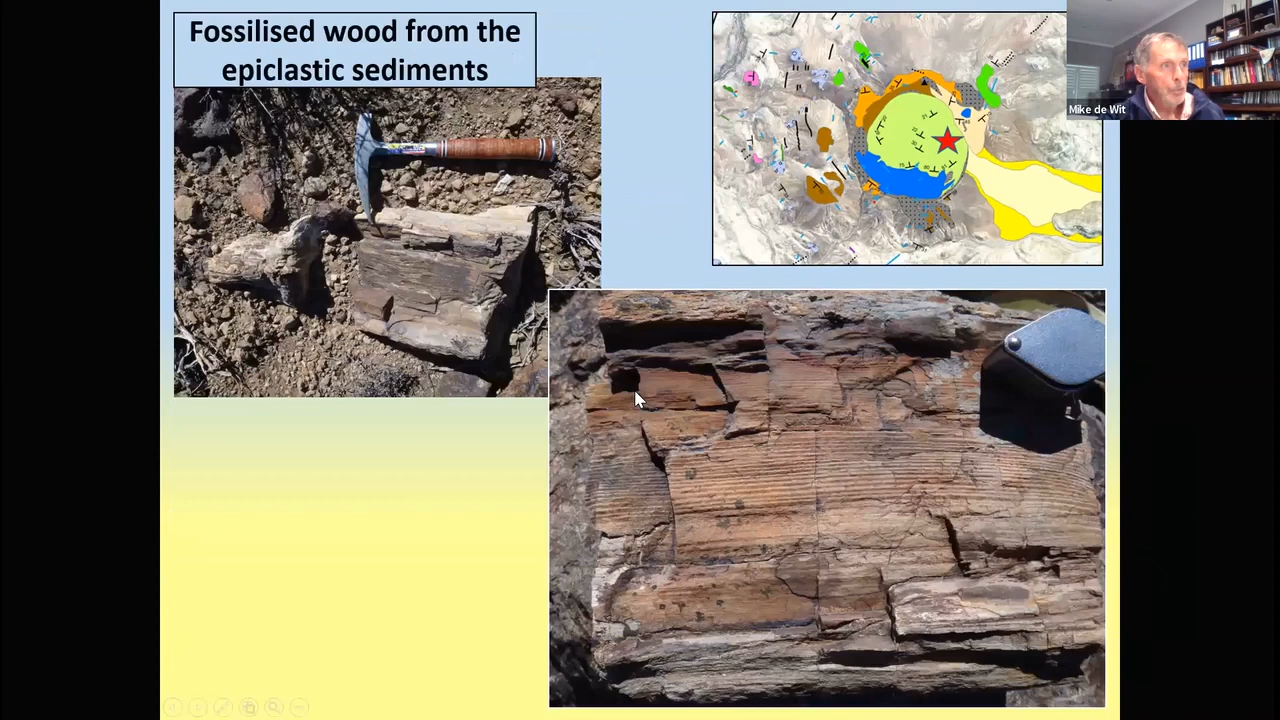 Fossilised wood from the
epiclastic sediments
Mike de Wit